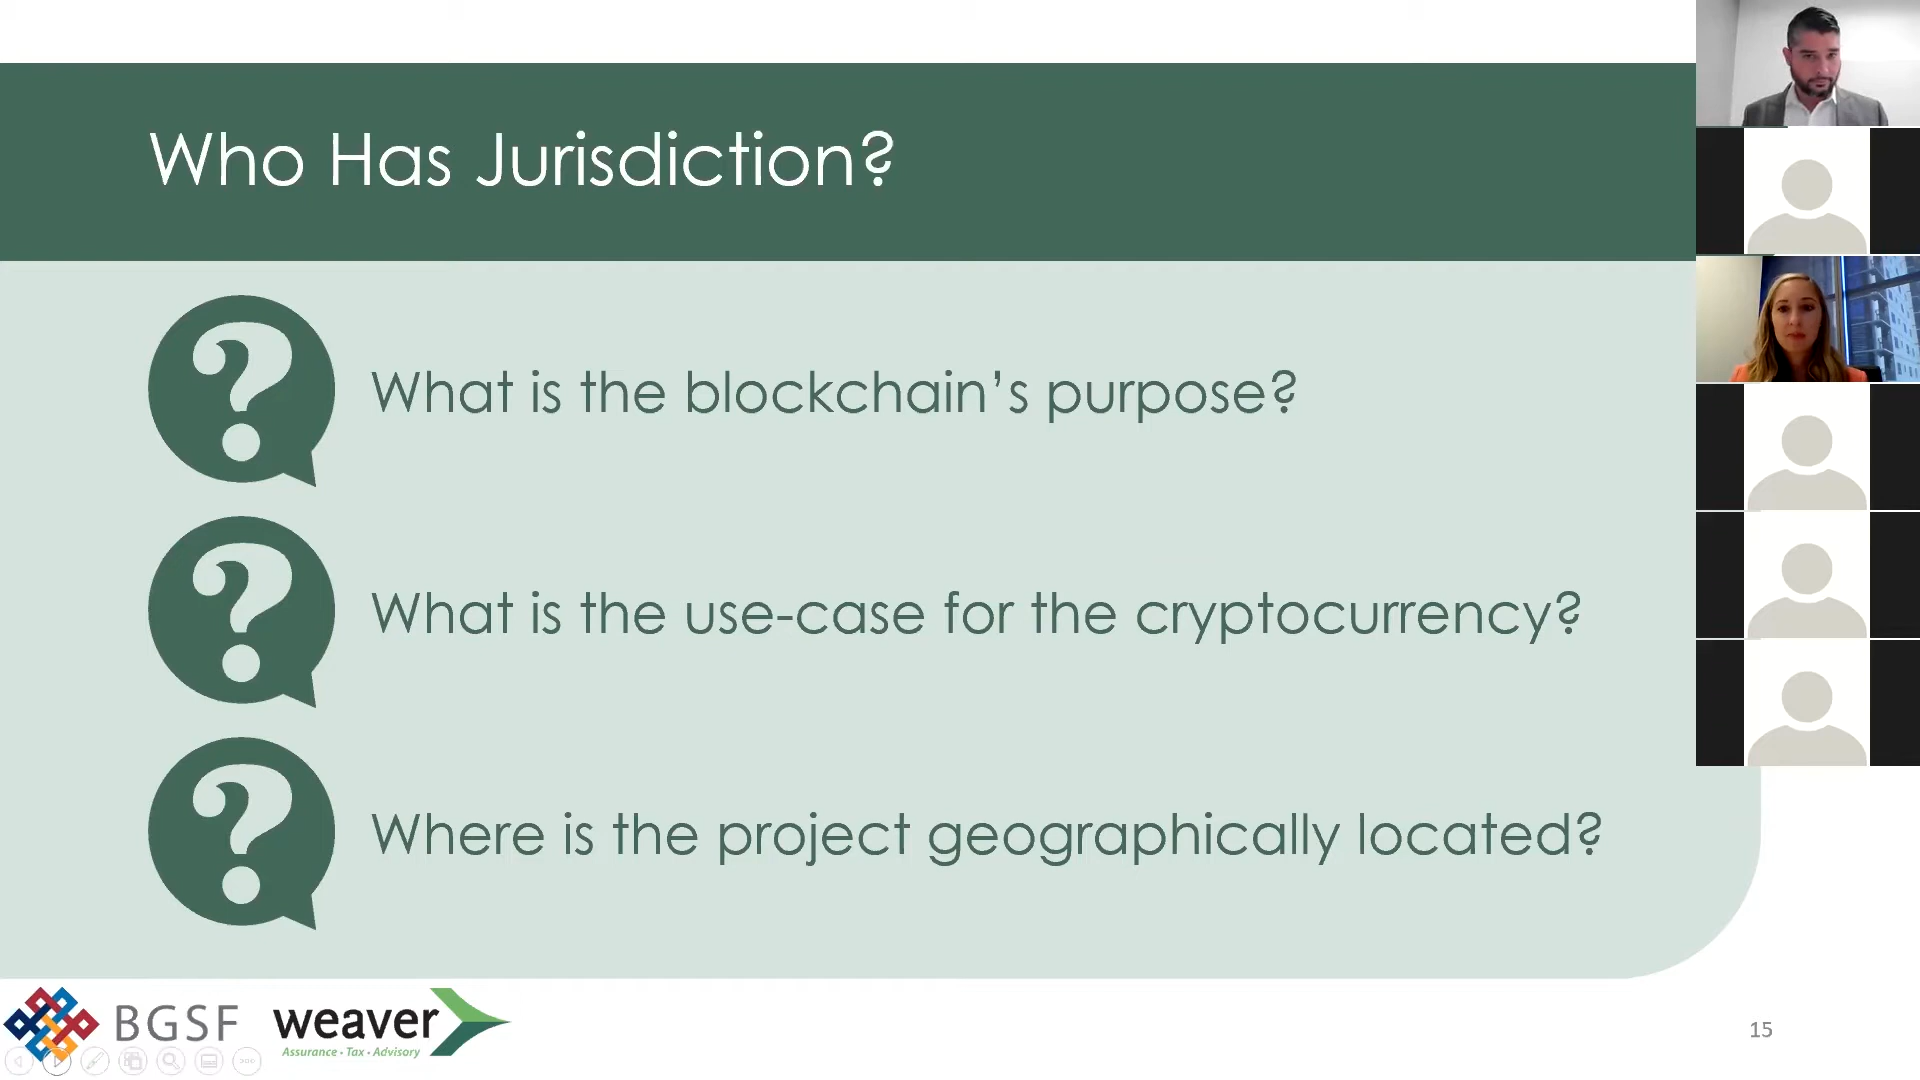 Who Has Jurisdiction?
What is the blockchain’s purpose?
What is the use-case for the cryptocurrency?
Where is the project geographically located?
BGSF
weaver
Assurance • Tax • Advisory
15